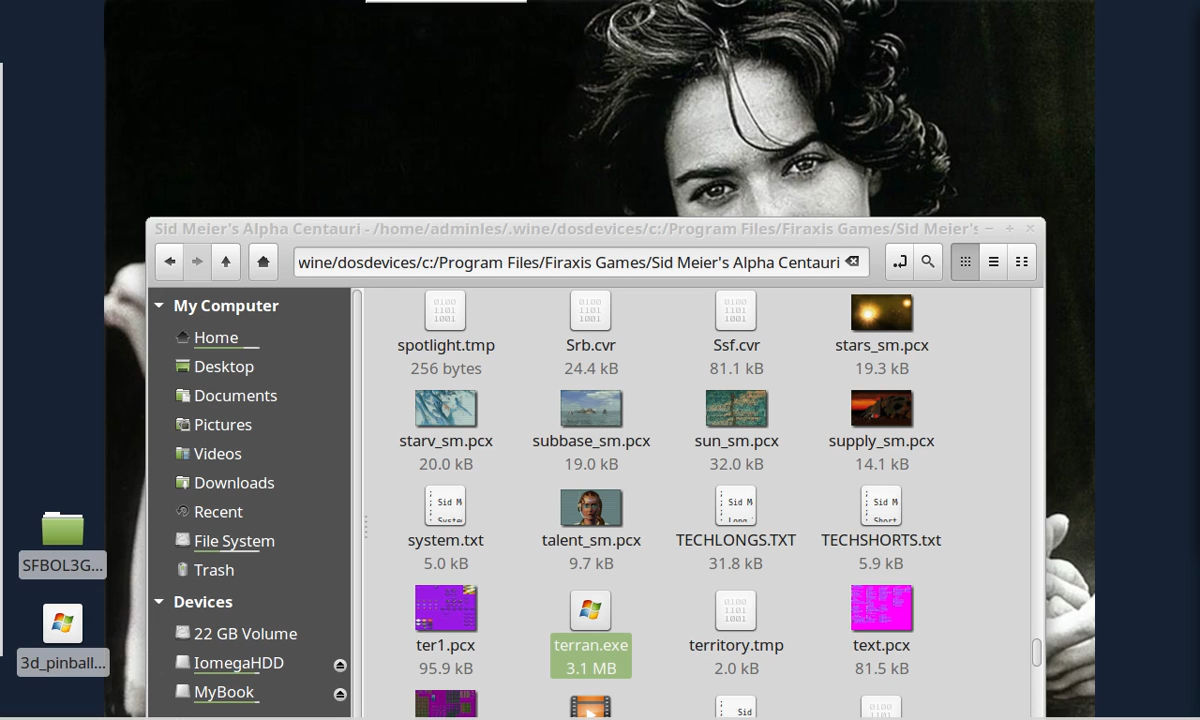 Sid Meier's Alpha Centauri - /home/adminles/.wine/dosdevices/c:/Program Files/Firaxis Games/Sid Meier's
wine/dosdevices/c:/Program Files/Firaxis Games/Sid Meier's Alpha Centauri
My Computer
Home
Desktop
Documents
Pictures
Videos
Downloads
Recent
File System
Trash
Devices
22 GB Volume
IomegaHDD
MyBook
spotlight.tmp
256 bytes
Srb.cvr
24.4 kB
Ssf.cvr
81.1 kB
stars_sm.pcx
19.3 kB
starv_sm.pcx
20.0 kB
subbase_sm.pcx
19.0 kB
sun_sm.pcx
32.0 kB
supply_sm.pcx
14.1 kB
system.txt
5.0 kB
talent_sm.pcx
9.7 kB
TECHLONGS.TXT
31.8 kB
TECHSHORTS.txt
5.9 kB
ter1.pcx
95.9 kB
terran.exe
3.1 MB
territory.tmp
2.0 kB
text.pcx
81.5 kB
SFBOL3G...
3d_pinball...